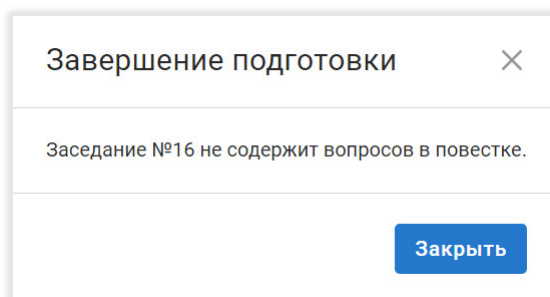 Завершение подготовки
Заседание №16 не содержит вопросов в повестке.
Закрыть